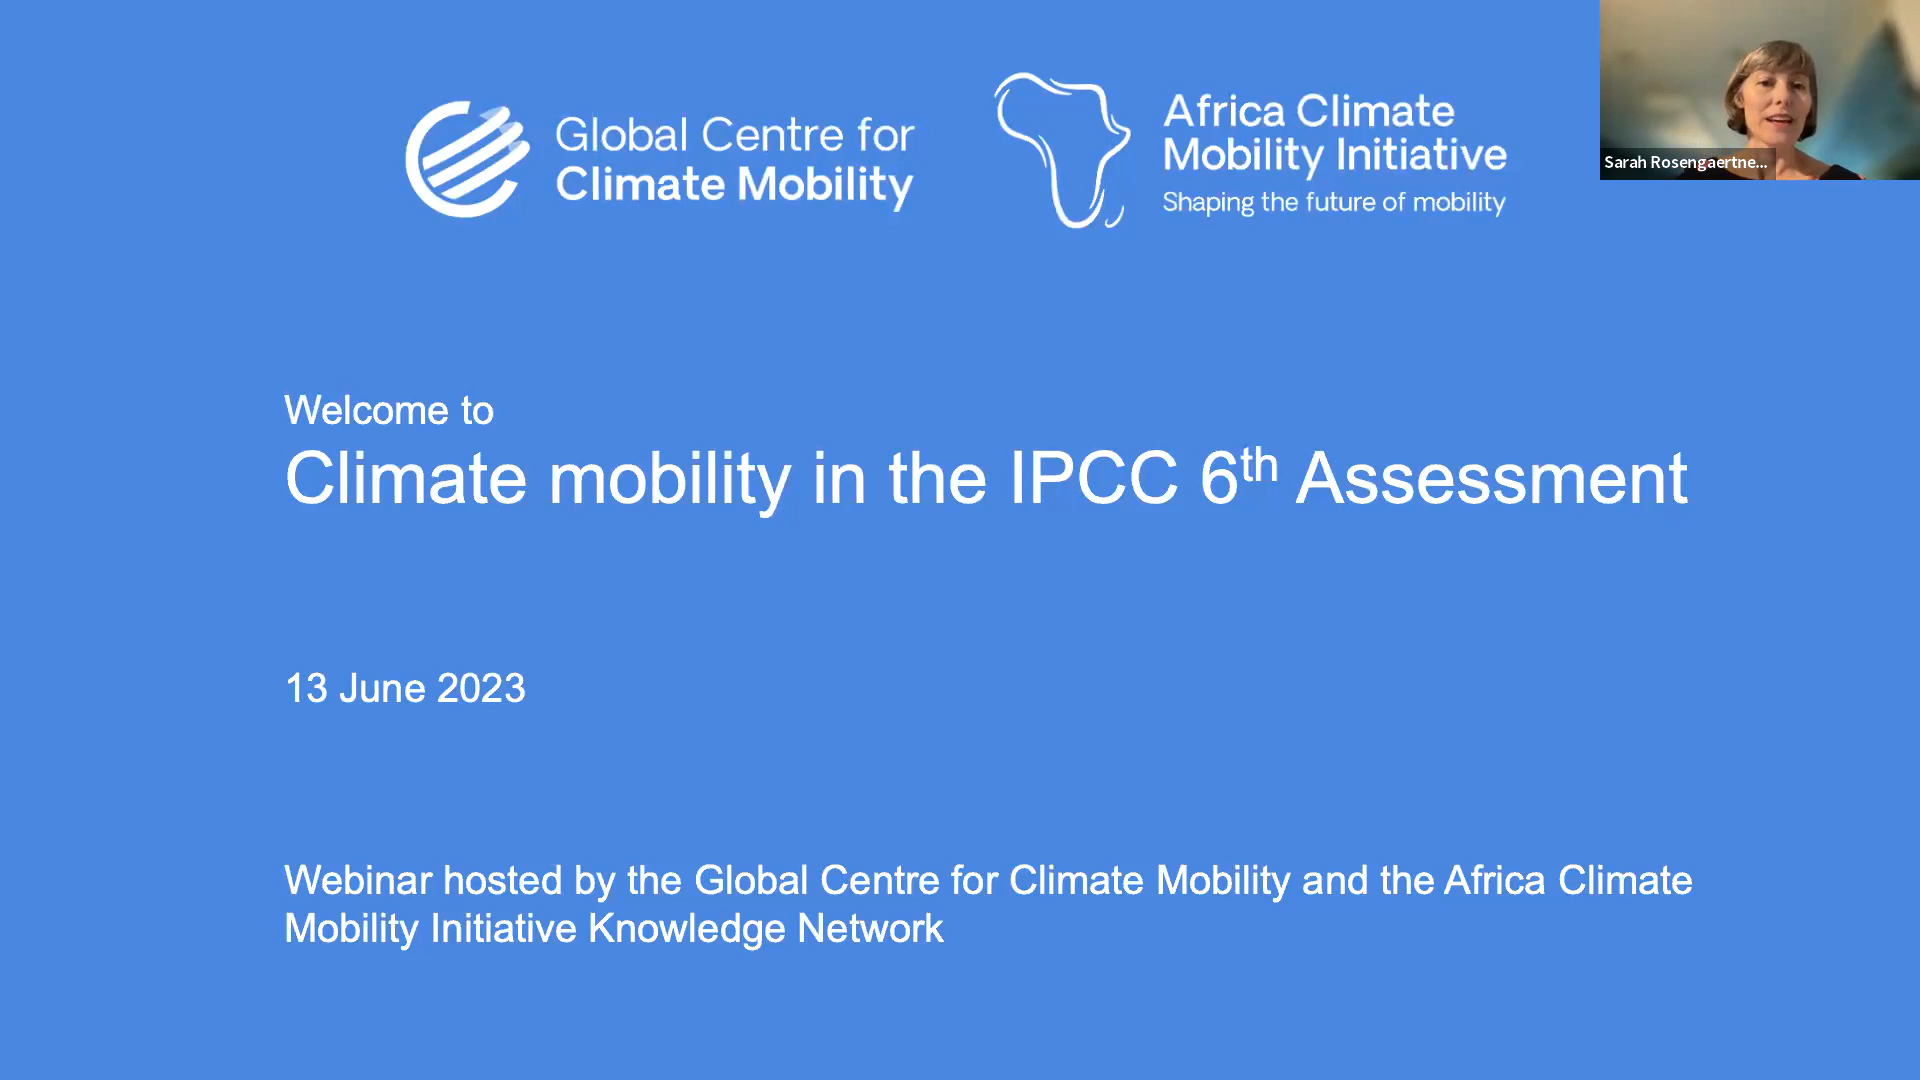 Global Centre for
Climate Mobility
Africa Climate
Mobility Initiative
Shaping the future of mobility
Sarah Rosengaertne...
Welcome to
Climate mobility in the IPCC 6th Assessment
13 June 2023
Webinar hosted by the Global Centre for Climate Mobility and the Africa Climate
Mobility Initiative Knowledge Network